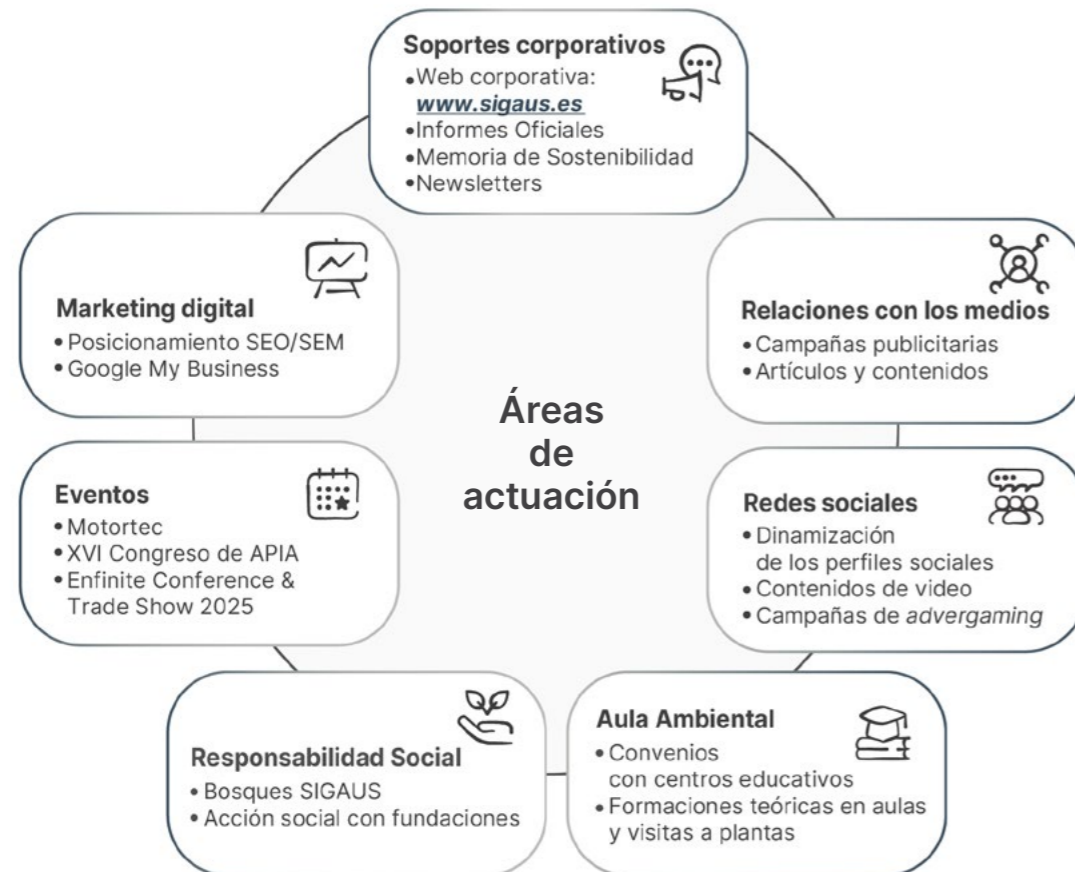 Soportes corporativos
•Web corporativa:
www.sigaus.es
•Informes Oficiales
•Memoria de Sostenibilidad
•Newsletters
Relaciones con los medios
•Campañas publicitarias
•Artículos y contenidos
Redes sociales
•Dinamización
de los perfiles sociales
•Contenidos de video
•Campañas de advergaming
Aula Ambiental
•Convenios
con centros educativos
•Formaciones teóricas en aulas
y visitas a plantas
Responsabilidad Social
•Bosques SIGAUS
•Acción social con fundaciones
Eventos
•Motortec
•XVI Congreso de APIA
•Enfinite Conference &
Trade Show 2025
Marketing digital
•Posicionamiento SEO/SEM
•Google My Business
Áreas
de
actuación